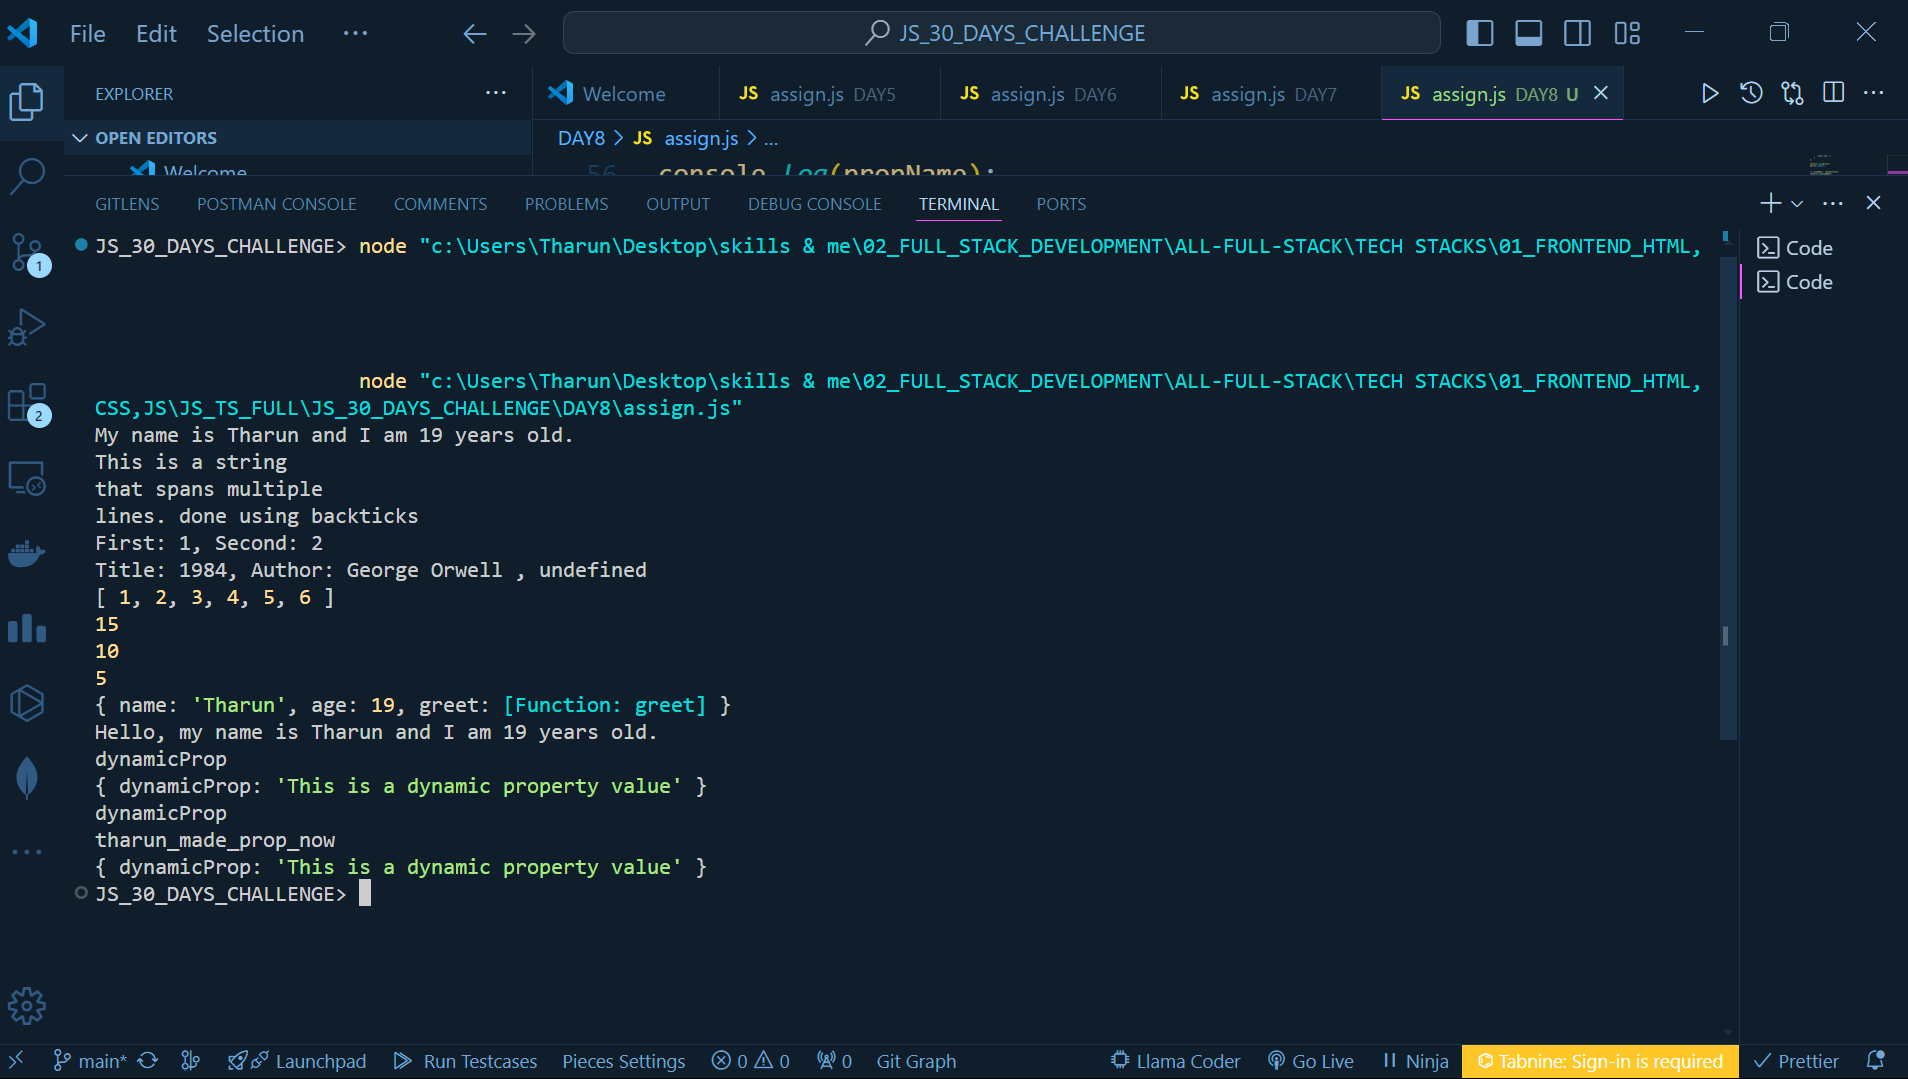 File Edit Selection ··· JS_30_DAYS_CHALLENGE
EXPLORER ···
Welcome
JS assign.js DAY5
JS assign.js DAY6
JS assign.js DAY7
JS assign.js DAY8 U
OPEN EDITORS
Welcome
DAY8 > JS assign.js > ...
56 console.log(propName);
GITLENS POSTMAN CONSOLE COMMENTS PROBLEMS OUTPUT DEBUG CONSOLE TERMINAL PORTS
JS_30_DAYS_CHALLENGE> node "c:\Users\Tharun\Desktop\skills & me\02_FULL_STACK_DEVELOPMENT\ALL-FULL-STACK\TECH STACKS\01_FRONTEND_HTML,
node "c:\Users\Tharun\Desktop\skills & me\02_FULL_STACK_DEVELOPMENT\ALL-FULL-STACK\TECH STACKS\01_FRONTEND_HTML,
CSS,JS\JS_TS_FULL\JS_30_DAYS_CHALLENGE\DAY8\assign.js"
My name is Tharun and I am 19 years old.
This is a string
that spans multiple
lines. done using backticks
First: 1, Second: 2
Title: 1984, Author: George Orwell , undefined
[ 1, 2, 3, 4, 5, 6 ]
15
10
5
{ name: 'Tharun', age: 19, greet: [Function: greet] }
Hello, my name is Tharun and I am 19 years old.
dynamicProp
{ dynamicProp: 'This is a dynamic property value' }
dynamicProp
tharun_made_prop_now
{ dynamicProp: 'This is a dynamic property value' }
JS_30_DAYS_CHALLENGE>
Code
Code
1
2
main* Launchpad Run Testcases Pieces Settings 0 0 0 Git Graph Llama Coder Go Live Ninja Tabnine: Sign-in is required Prettier